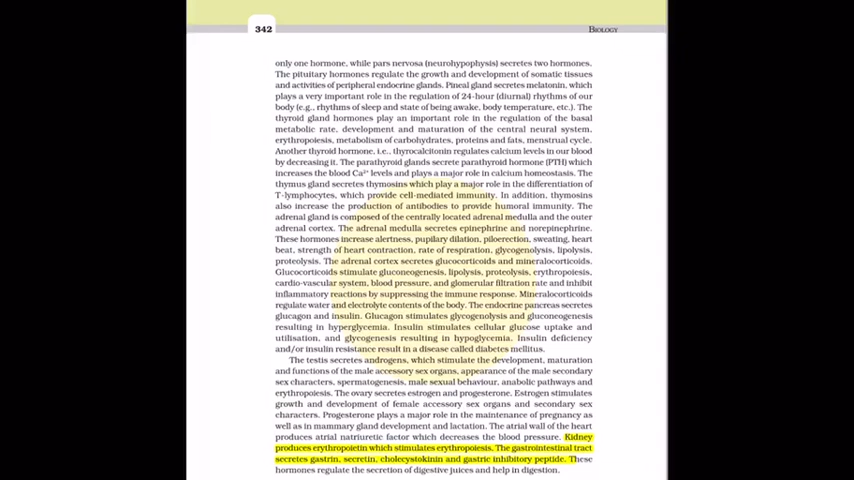 342
BIOLOGY
only one hormone, while pars nervosa (neurohypophysis) secretes two hormones.
The pituitary hormones regulate the growth and development of somatic tissues
and activities of peripheral endocrine glands. Pineal gland secretes melatonin, which
plays a very important role in the regulation of 24-hour (diurnal) rhythms of our
body (e.g., rhythms of sleep and state of being awake, body temperature, etc.). The
thyroid gland hormones play an important role in the regulation of the basal
metabolic rate, development and maturation of the central neural system,
erythropoiesis, metabolism of carbohydrates, proteins and fats, menstrual cycle.
Another thyroid hormone, i.e., thyrocalcitonin regulates calcium levels in our blood
by decreasing it. The parathyroid glands secrete parathyroid hormone (PTH) which
increases the blood Ca²⁺ levels and plays a major role in calcium homeostasis. The
thymus gland secretes thymosins which play a major role in the differentiation of
T-lymphocytes, which provide cell-mediated immunity. In addition, thymosins
also increase the production of antibodies to provide humoral immunity. The
adrenal gland is composed of the centrally located adrenal medulla and the outer
adrenal cortex. The adrenal medulla secretes epinephrine and norepinephrine.
These hormones increase alertness, pupilary dilation, piloerection, sweating, heart
beat, strength of heart contraction, rate of respiration, glycogenolysis, lipolysis,
proteolysis. The adrenal cortex secretes glucocorticoids and mineralocorticoids.
Glucocorticoids stimulate gluconeogenesis, lipolysis, proteolysis, erythropoiesis,
cardio-vascular system, blood pressure, and glomerular filtration rate and inhibit
inflammatory reactions by suppressing the immune response. Mineralocorticoids
regulate water and electrolyte contents of the body. The endocrine pancreas secretes
glucagon and insulin. Glucagon stimulates glycogenolysis and gluconeogenesis
resulting in hyperglycemia. Insulin stimulates cellular glucose uptake and
utilisation, and glycogenesis resulting in hypoglycemia. Insulin deficiency
and/or insulin resistance result in a disease called diabetes mellitus.
The testis secretes androgens, which stimulate the development, maturation
and functions of the male accessory sex organs, appearance of the male secondary
sex characters, spermatogenesis, male sexual behaviour, anabolic pathways and
erythropoiesis. The ovary secretes estrogen and progesterone. Estrogen stimulates
growth and development of female accessory sex organs and secondary sex
characters. Progesterone plays a major role in the maintenance of pregnancy as
well as in mammary gland development and lactation. The atrial wall of the heart
produces atrial natriuretic factor which decreases the blood pressure. Kidney
produces erythropoietin which stimulates erythropoiesis. The gastrointestinal tract
secretes gastrin, secretin, cholecystokinin and gastric inhibitory peptide. These
hormones regulate the secretion of digestive juices and help in digestion.